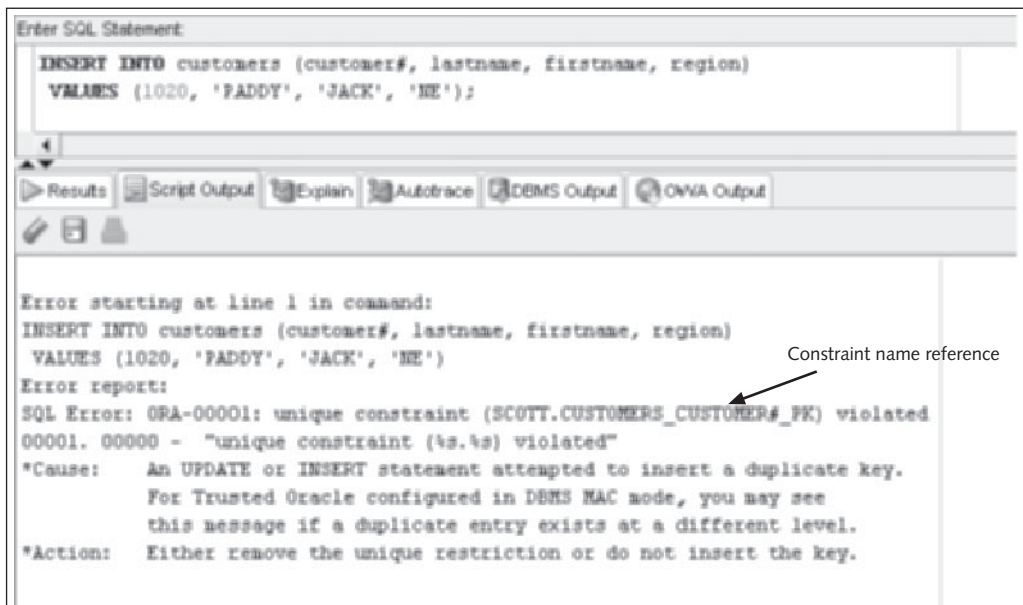 Enter SQL Statement:
INSERT INTO customers (customer#, lastname, firstname, region)
VALUES (1020, 'PADDY', 'JACK', 'NE');
Results Script Output Explain Autotrace DBMS Output OWA Output
Error starting at line 1 in command:
INSERT INTO customers (customer#, lastname, firstname, region)
VALUES (1020, 'PADDY', 'JACK', 'NE')
Constraint name reference
Error report:
SQL Error: ORA-00001: unique constraint (SCOTT.CUSTOMERS_CUSTOMER#_PK) violated
00001. 00000 - "unique constraint (%s.%s) violated"
*Cause: An UPDATE or INSERT statement attempted to insert a duplicate key.
For Trusted Oracle configured in DBMS MAC mode, you may see
this message if a duplicate entry exists at a different level.
*Action: Either remove the unique restriction or do not insert the key.